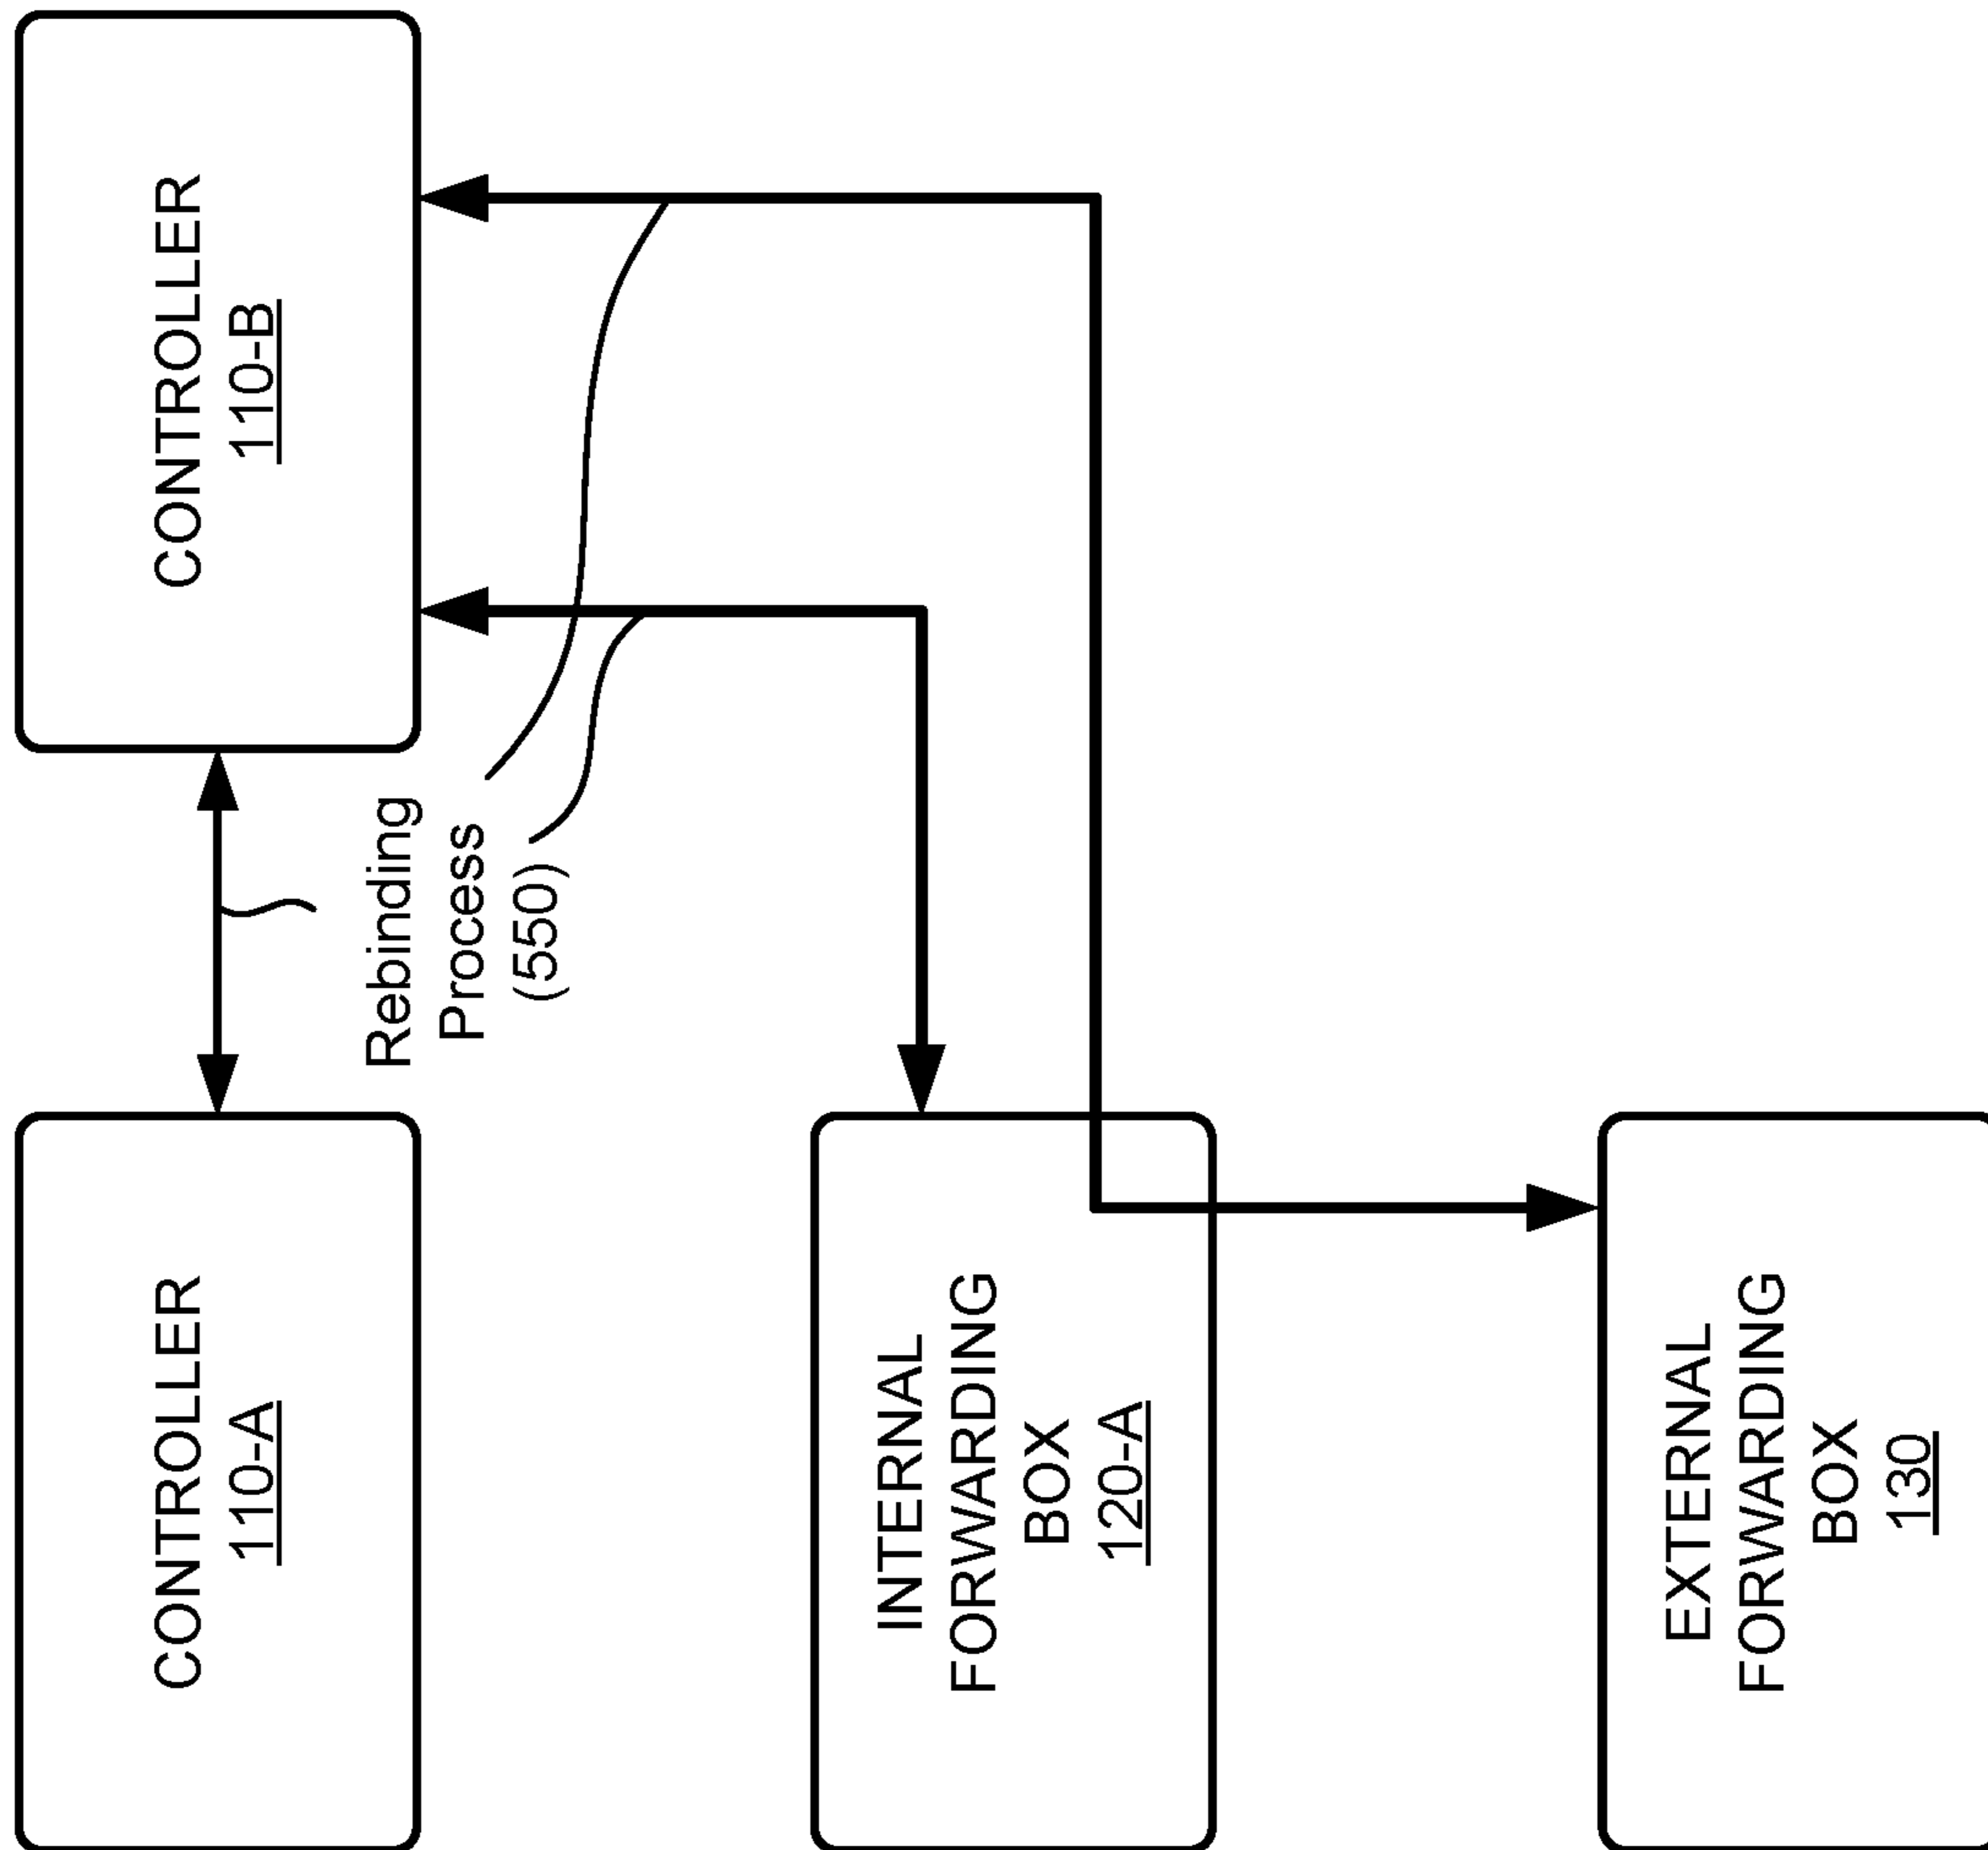 CONTROLLER
110-A
CONTROLLER
110-B
Rebinding
Process
(550)
INTERNAL
FORWARDING
BOX
120-A
EXTERNAL
FORWARDING
BOX
130